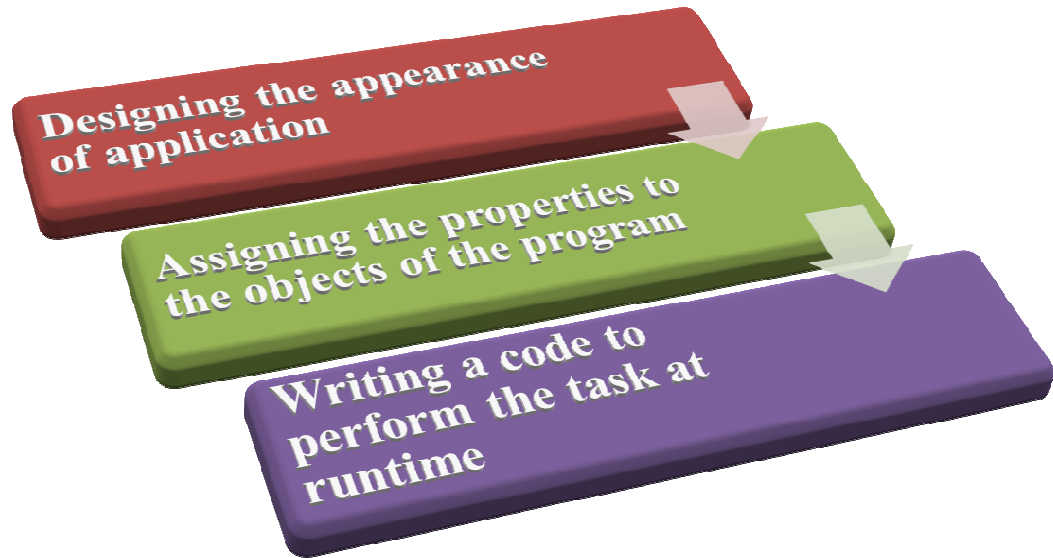 Designing the appearance
of application
Assigning the properties to
the objects of the program
Writing a code to
perform the task at
runtime